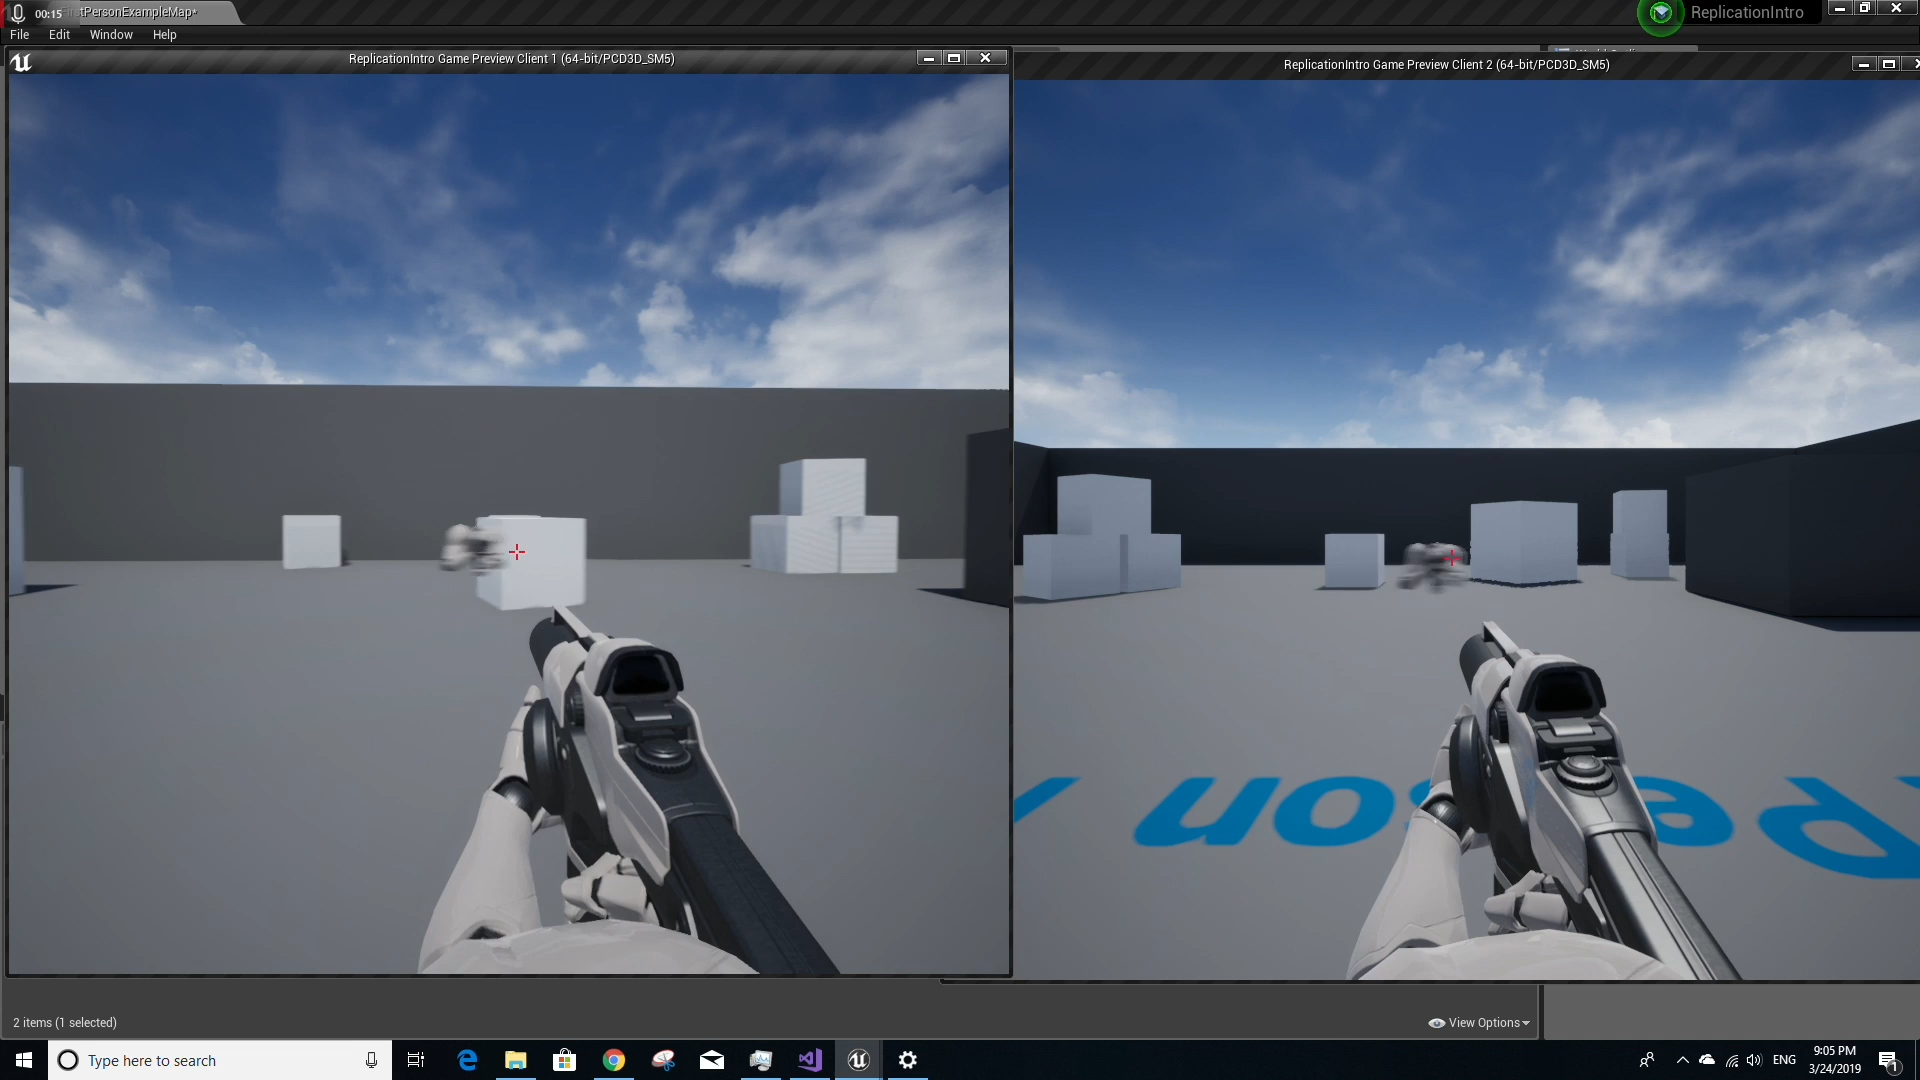 00:15
stPersonExampleMap*
ReplicationIntro
File Edit Window Help
ReplicationIntro Game Preview Client 1 (64-bit/PCD3D_SM5)
ReplicationIntro Game Preview Client 2 (64-bit/PCD3D_SM5)
2 items (1 selected)
View Options
Type here to search
ENG
9:05 PM
3/24/2019
1